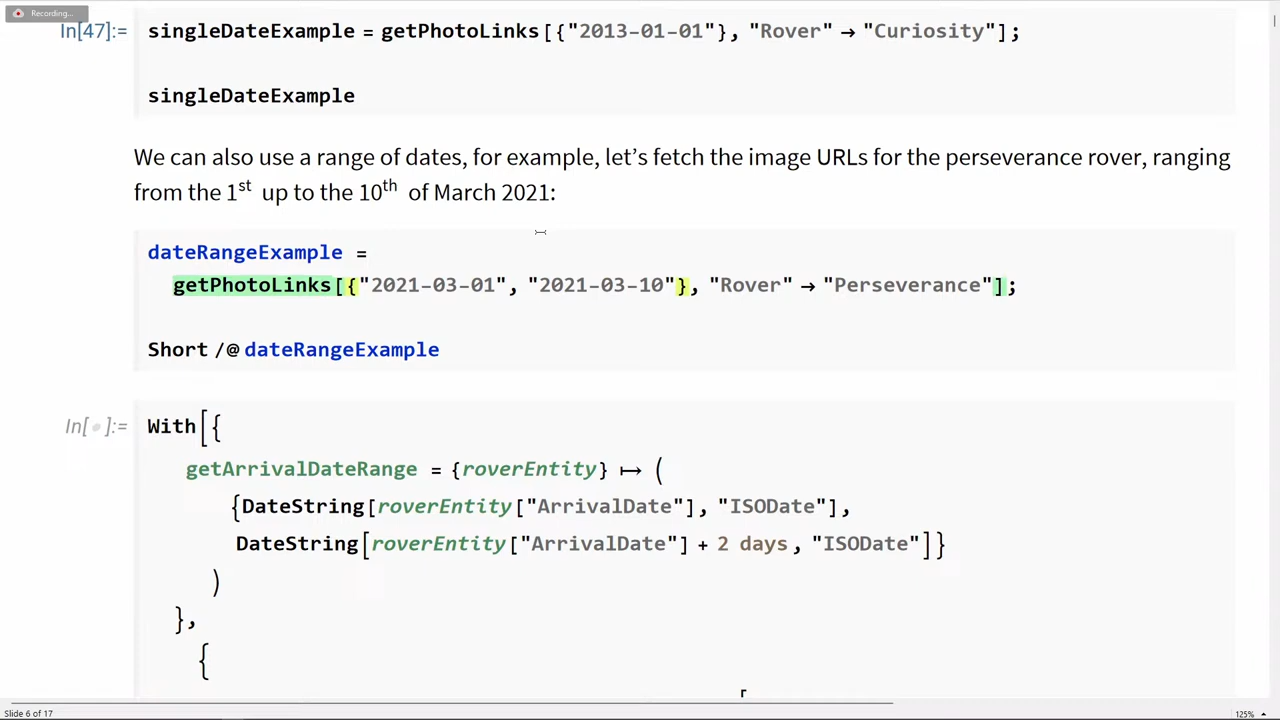 Recording...
In[47]:= singleDateExample = getPhotoLinks[{"2013-01-01"}, "Rover" → "Curiosity"];
singleDateExample
We can also use a range of dates, for example, let's fetch the image URLs for the perseverance rover, ranging
from the 1st up to the 10th of March 2021:
dateRangeExample =
getPhotoLinks[{"2021-03-01", "2021-03-10"}, "Rover" → "Perseverance"];
Short /@ dateRangeExample
In[ ]:= With[{
getArrivalDateRange = {roverEntity} ↦ (
{DateString[roverEntity["ArrivalDate"], "ISODate"],
DateString[roverEntity["ArrivalDate"] + 2 days, "ISODate"]}
)
},
{
Slide 6 of 17
125%